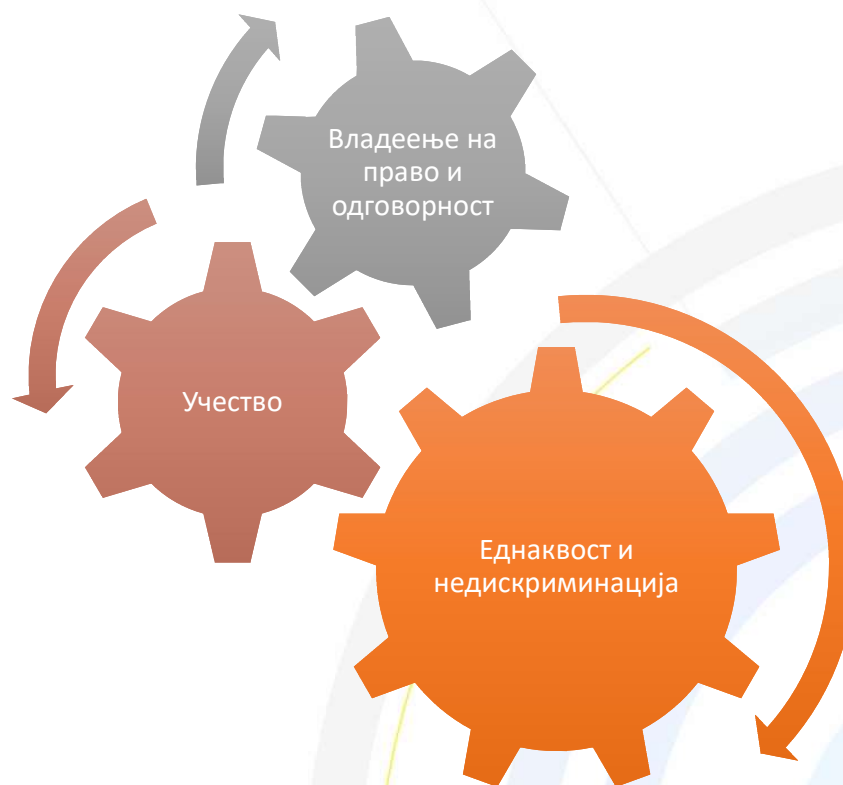 Владеење на
право и
одговорност
Учество
Еднаквост и
недискриминација